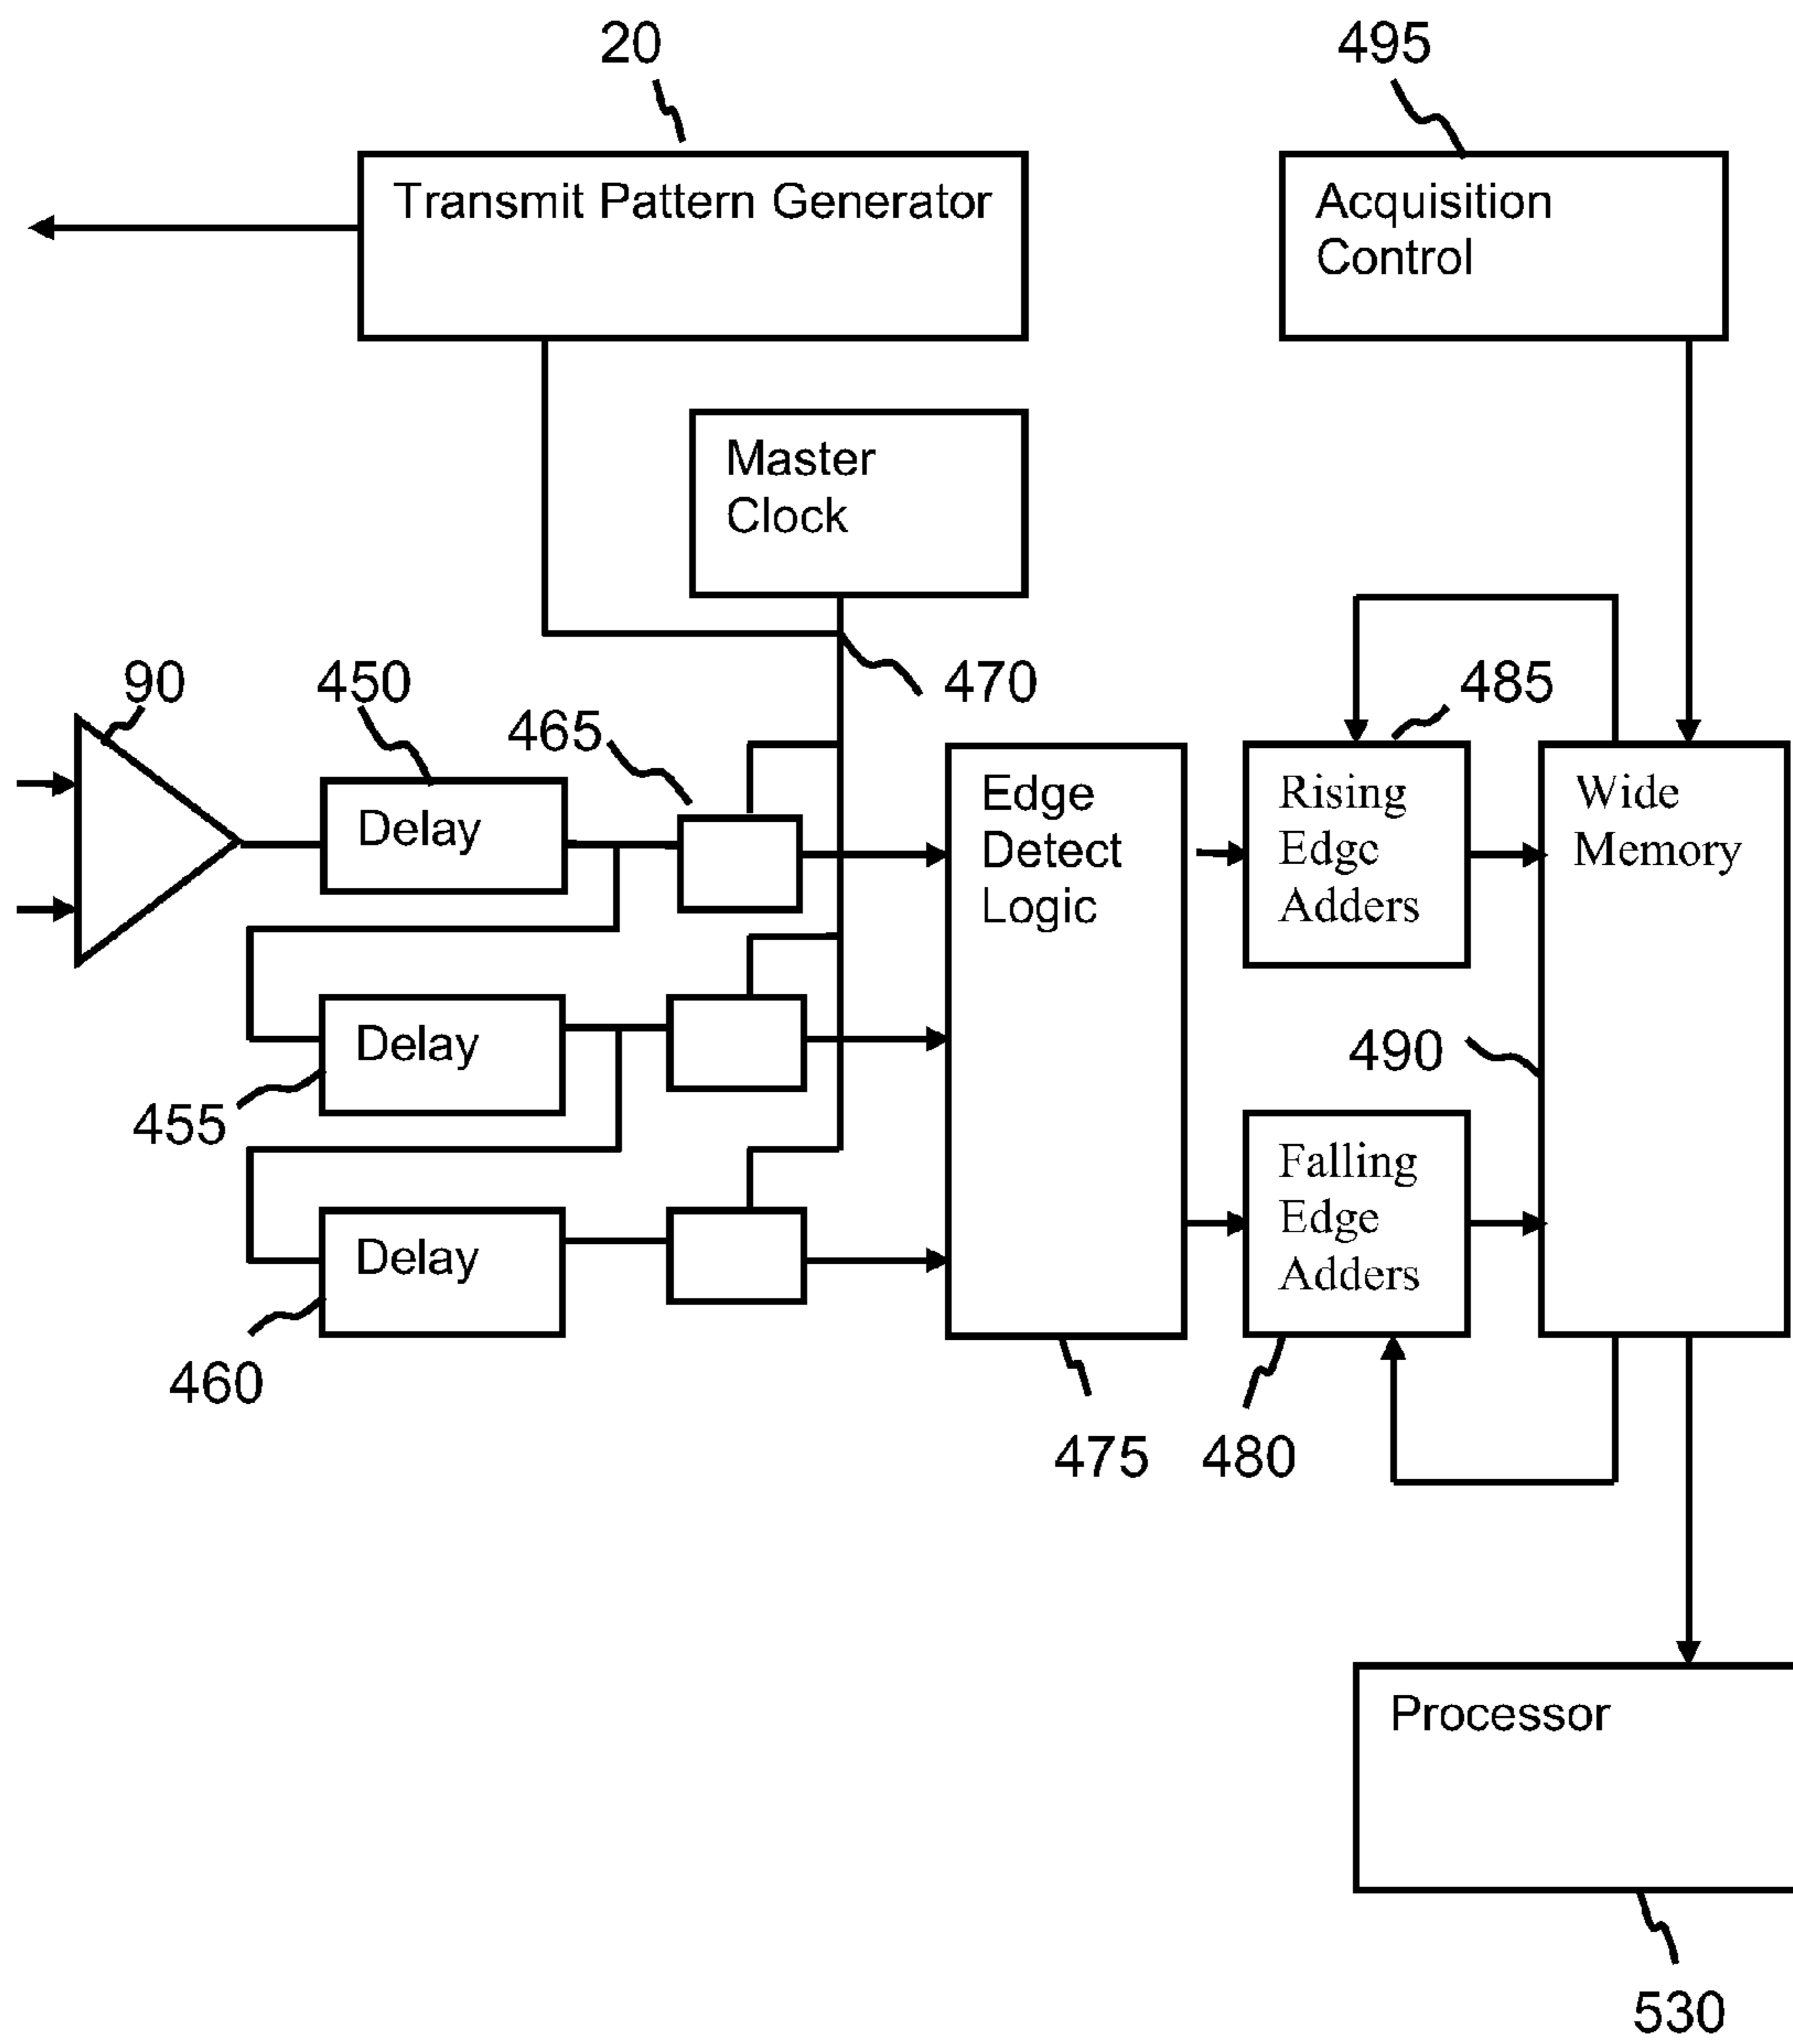 20
495
Transmit Pattern Generator
Acquisition
Control
Master
Clock
90
450
465
470
485
Delay
Edge
Detect
Logic
Rising
Edge
Adders
Wide
Memory
Delay
455
490
Delay
460
Falling
Edge
Adders
475
480
Processor
530